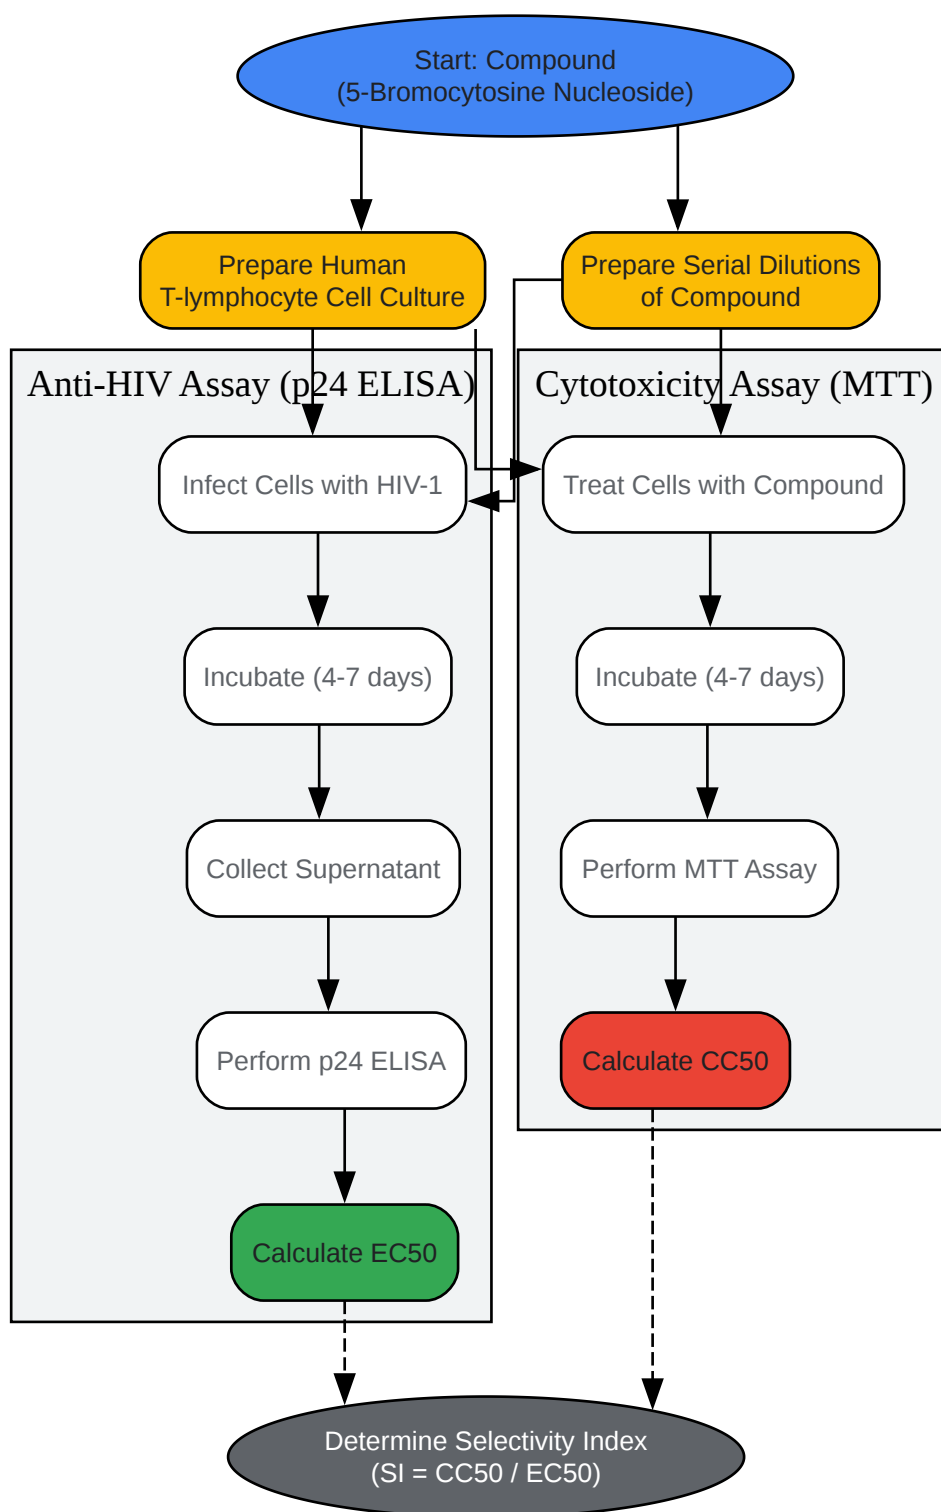 Start: Compound
(5-Bromocytosine Nucleoside)
Prepare Human
T-lymphocyte Cell Culture
Prepare Serial Dilutions
of Compound
Anti-HIV Assay (p24 ELISA)
Infect Cells with HIV-1
Incubate (4-7 days)
Collect Supernatant
Perform p24 ELISA
Calculate EC50
Cytotoxicity Assay (MTT)
Treat Cells with Compound
Incubate (4-7 days)
Perform MTT Assay
Calculate CC50
Determine Selectivity Index
(SI = CC50 / EC50)